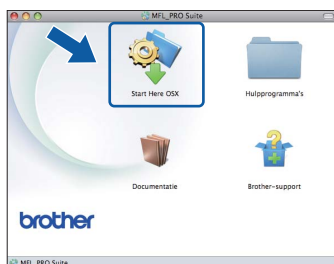 MFL_PRO Suite
Start Here OSX
Hulpprogramma's
Documentatie
Brother-support
brother
MFL_PRO Suite